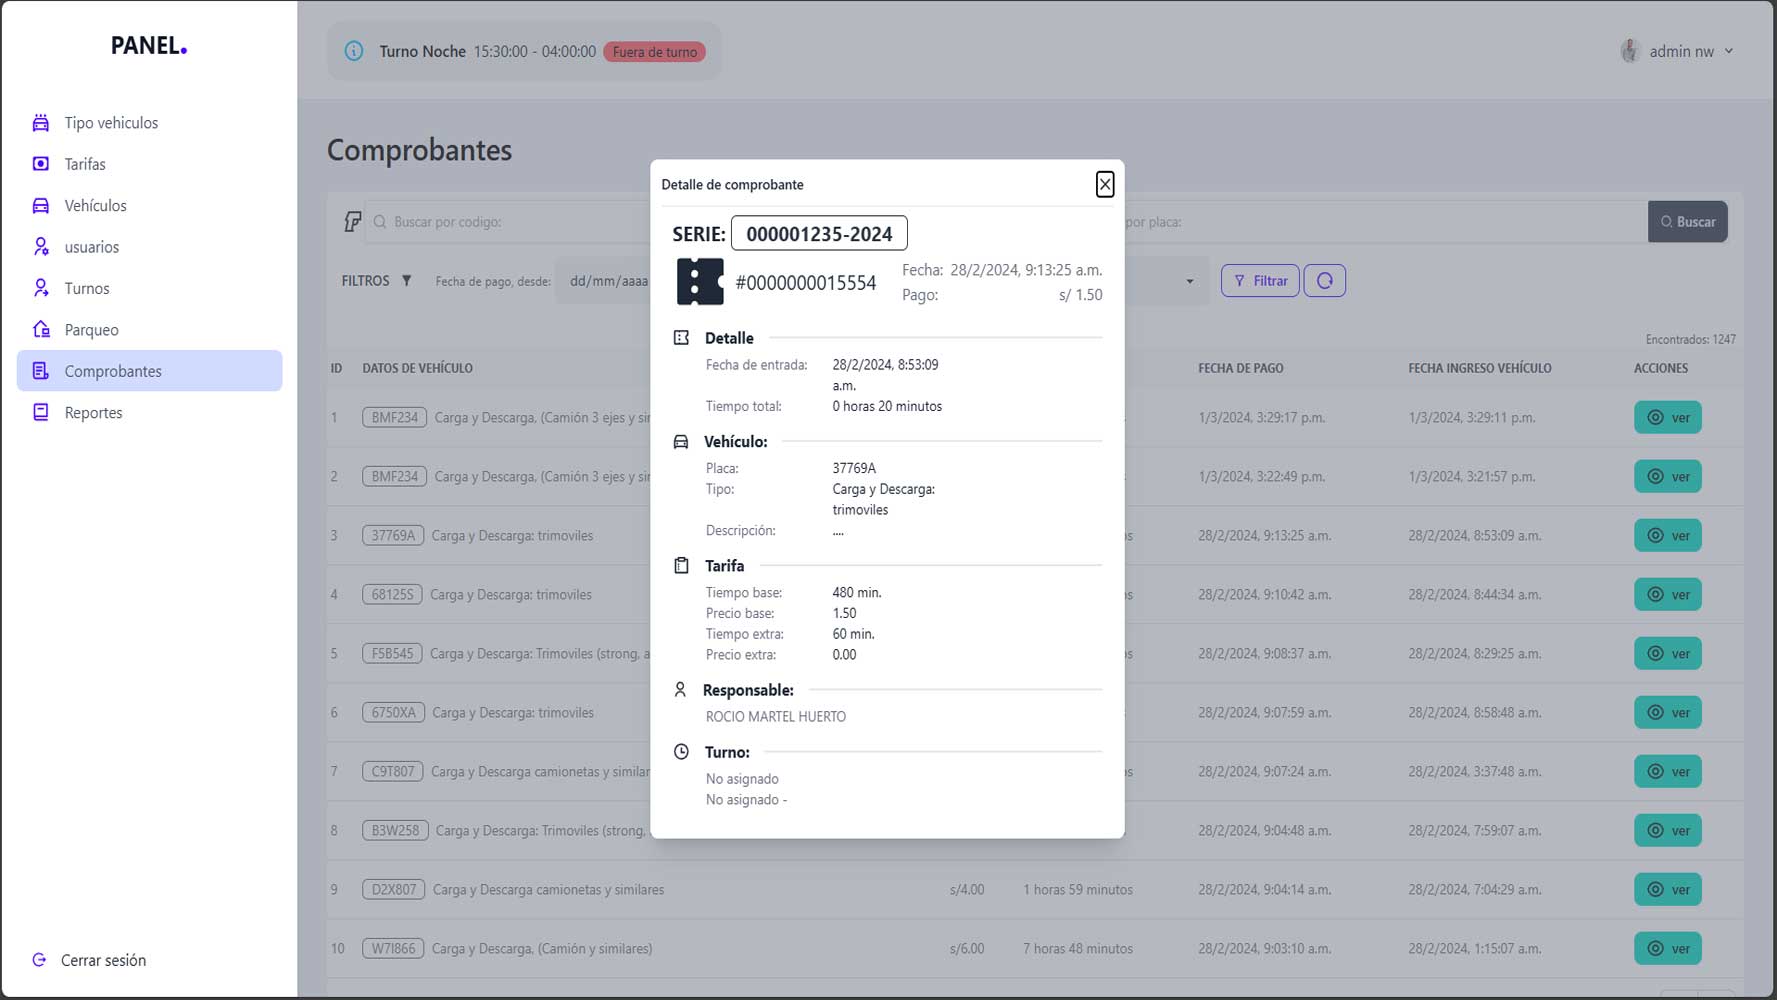 PANEL.
Tipo vehiculos
Tarifas
Vehículos
usuarios
Turnos
Parqueo
Comprobantes
Reportes
Cerrar sesión
Turno Noche 15:30:00 - 04:00:00 Fuera de turno
admin nw
Comprobantes
Buscar por codigo:
por placa:
Buscar
FILTROS
Fecha de pago, desde:
dd/mm/aaaa
Filtrar
Encontrados: 1247
ID DATOS DE VEHÍCULO FECHA DE PAGO FECHA INGRESO VEHÍCULO ACCIONES
1 BMF234 Carga y Descarga, (Camión 3 ejes y sin 1/3/2024, 3:29:17 p.m. 1/3/2024, 3:29:11 p.m. ver
2 BMF234 Carga y Descarga, (Camión 3 ejes y sin 1/3/2024, 3:22:49 p.m. 1/3/2024, 3:21:57 p.m. ver
3 37769A Carga y Descarga: trimoviles 28/2/2024, 9:13:25 a.m. 28/2/2024, 8:53:09 a.m. ver
4 68125S Carga y Descarga: trimoviles 28/2/2024, 9:10:42 a.m. 28/2/2024, 8:44:34 a.m. ver
5 F5B545 Carga y Descarga: Trimoviles (strong, a 28/2/2024, 9:08:37 a.m. 28/2/2024, 8:29:25 a.m. ver
6 6750XA Carga y Descarga: trimoviles 28/2/2024, 9:07:59 a.m. 28/2/2024, 8:58:48 a.m. ver
7 C9T807 Carga y Descarga camionetas y similar 28/2/2024, 9:07:24 a.m. 28/2/2024, 3:37:48 a.m. ver
8 B3W258 Carga y Descarga: Trimoviles (strong, 28/2/2024, 9:04:48 a.m. 28/2/2024, 7:59:07 a.m. ver
9 D2X807 Carga y Descarga camionetas y similares s/4.00 1 horas 59 minutos 28/2/2024, 9:04:14 a.m. 28/2/2024, 7:04:29 a.m. ver
10 W7I866 Carga y Descarga, (Camión y similares) s/6.00 7 horas 48 minutos 28/2/2024, 9:03:10 a.m. 28/2/2024, 1:15:07 a.m. ver
Detalle de comprobante
SERIE: 000001235-2024
#0000000015554
Fecha: 28/2/2024, 9:13:25 a.m.
Pago: s/ 1.50
Detalle
Fecha de entrada: 28/2/2024, 8:53:09
a.m.
Tiempo total: 0 horas 20 minutos
Vehículo:
Placa: 37769A
Tipo: Carga y Descarga:
trimoviles
Descripción: ....
Tarifa
Tiempo base: 480 min.
Precio base: 1.50
Tiempo extra: 60 min.
Precio extra: 0.00
Responsable:
ROCIO MARTEL HUERTO
Turno:
No asignado
No asignado -